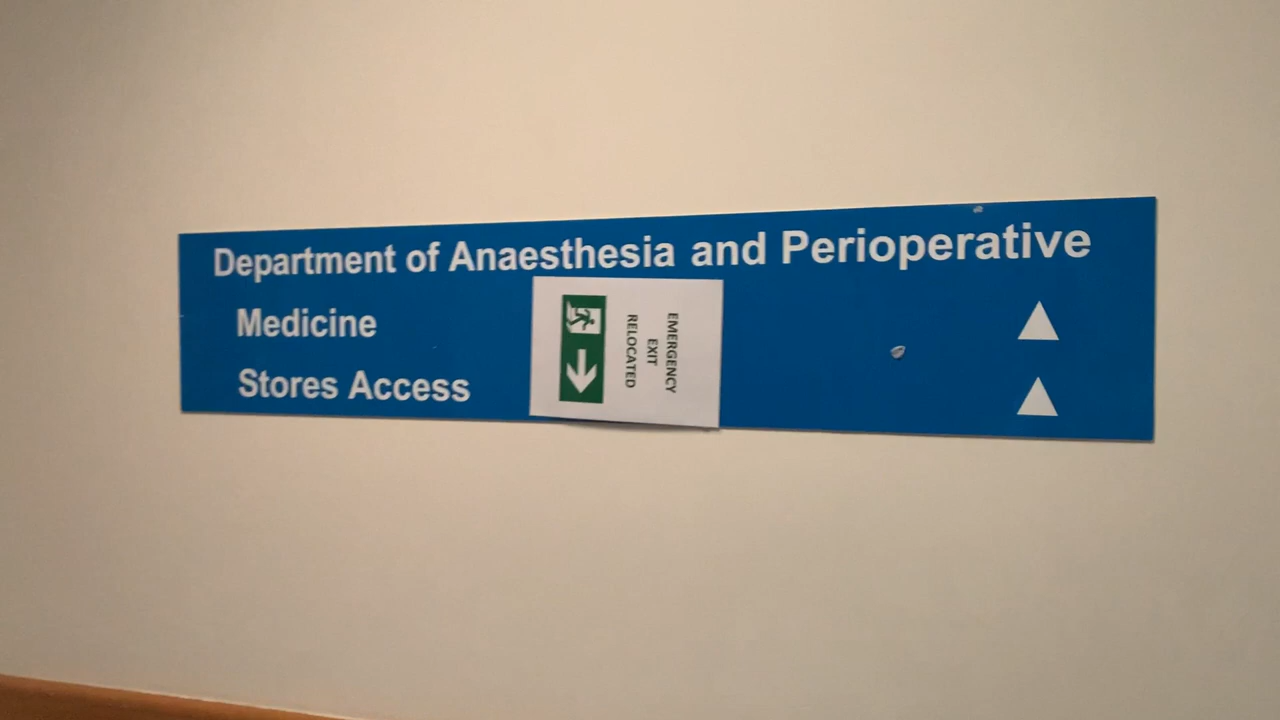 Department of Anaesthesia and Perioperative
Medicine
Stores Access
EMERGENCY
EXIT
RELOCATED